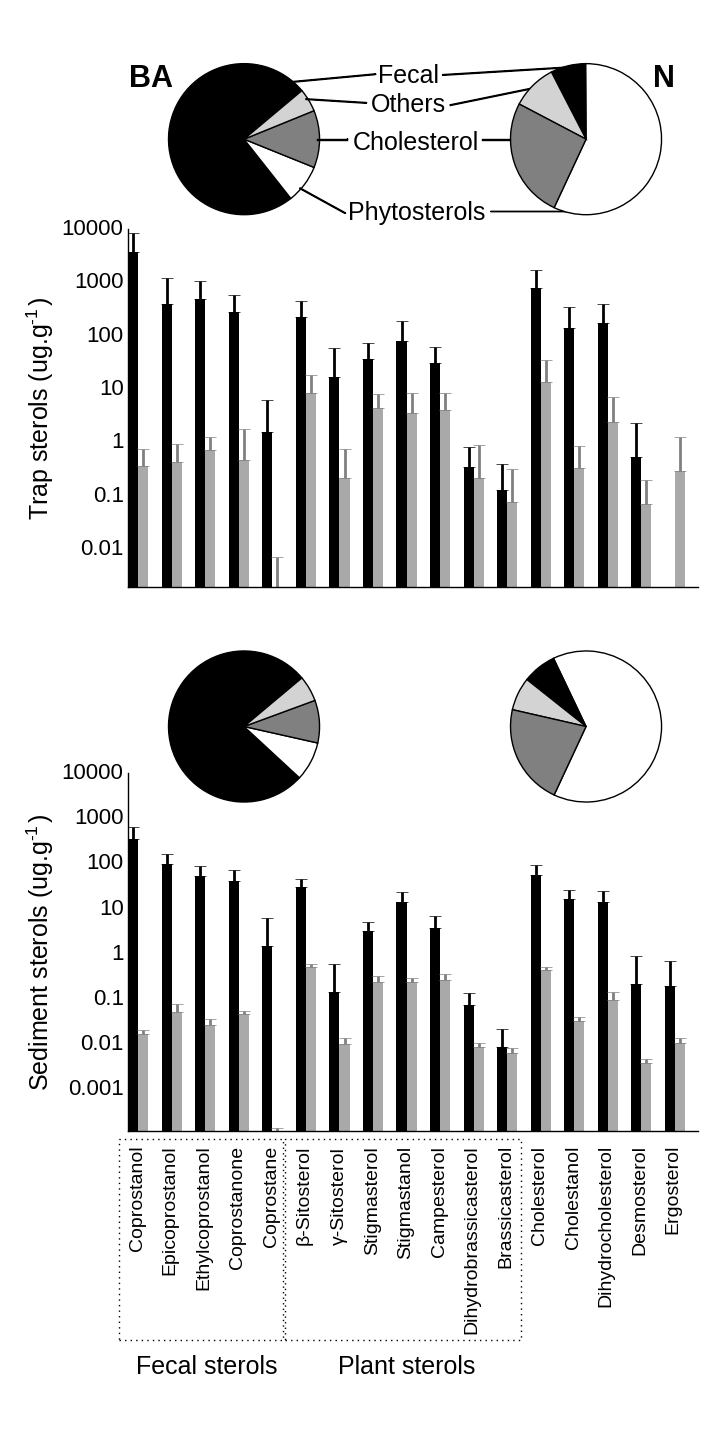 BA
Fecal
N
Others
Cholesterol
Phytosterols
Trap sterols (ug.g-1)
10000
1000
100
10
1
0.1
0.01
Sediment sterols (ug.g-1)
10000
1000
100
10
1
0.1
0.01
0.001
Coprostanol
Epicoprostanol
Ethylcoprostanol
Coprostanone
Coprostane
β-Sitosterol
γ-Sitosterol
Stigmasterol
Stigmastanol
Campesterol
Dihydrobrassicasterol
Brassicasterol
Cholesterol
Cholestanol
Dihydrocholesterol
Desmosterol
Ergosterol
Fecal sterols
Plant sterols